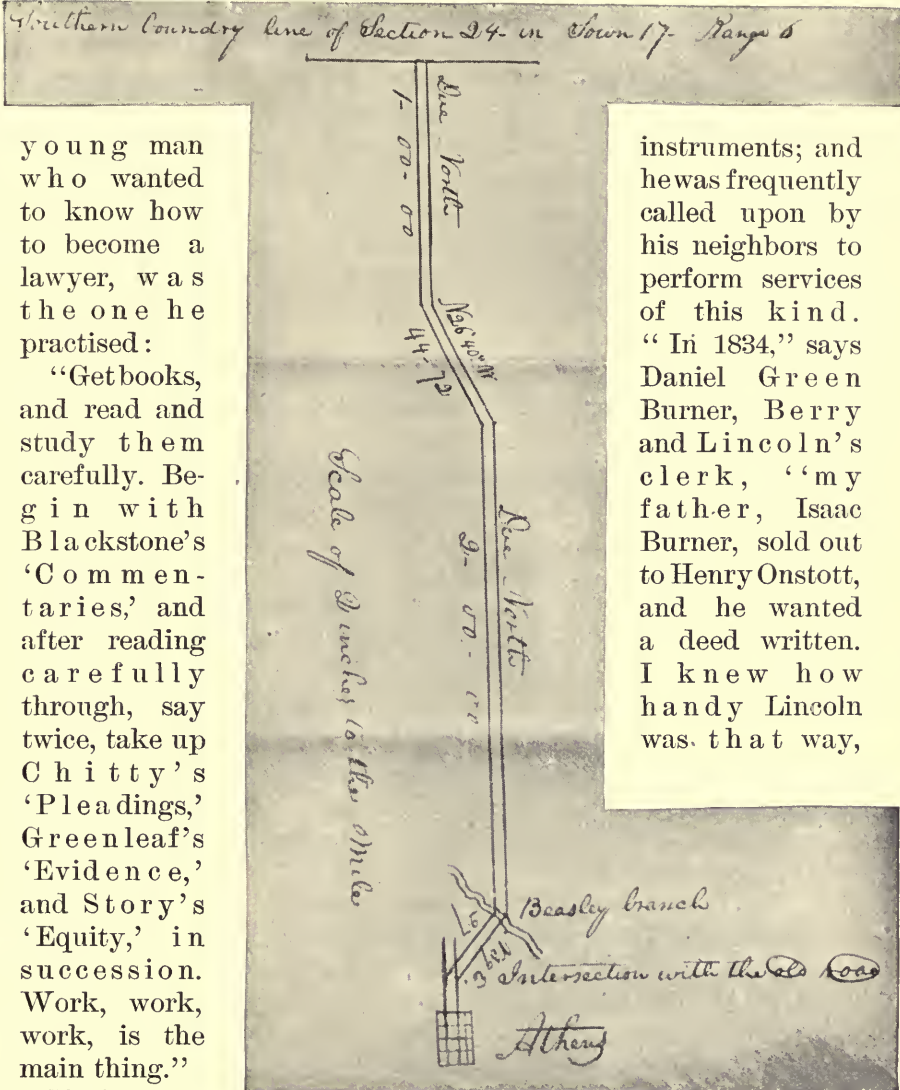 Southern Boundry line of Section 24 in Town 17 Range 6
young man
who wanted
to know how
to become a
lawyer, was
the one he
practised:
"Get books,
and read and
study them
carefully. Be-
gin with
Blackstone's
'Commen-
taries,' and
after reading
carefully
through, say
twice, take up
Chitty's
'Pleadings,'
Greenleaf's
'Evidence,'
and Story's
'Equity,' in
succession.
Work, work,
work, is the
main thing."
Due North
1- 00- 00
N26°40" W
44-72
Due North
2- 00- 00
Scale of 2 inches to the Mile
Beasley branch
N39 E
Intersection with the old Road
Athens
instruments; and
he was frequently
called upon by
his neighbors to
perform services
of this kind.
"In 1834," says
Daniel Green
Burner, Berry
and Lincoln's
clerk, "my
father, Isaac
Burner, sold out
to Henry Onstott,
and he wanted
a deed written.
I knew how
handy Lincoln
was that way,